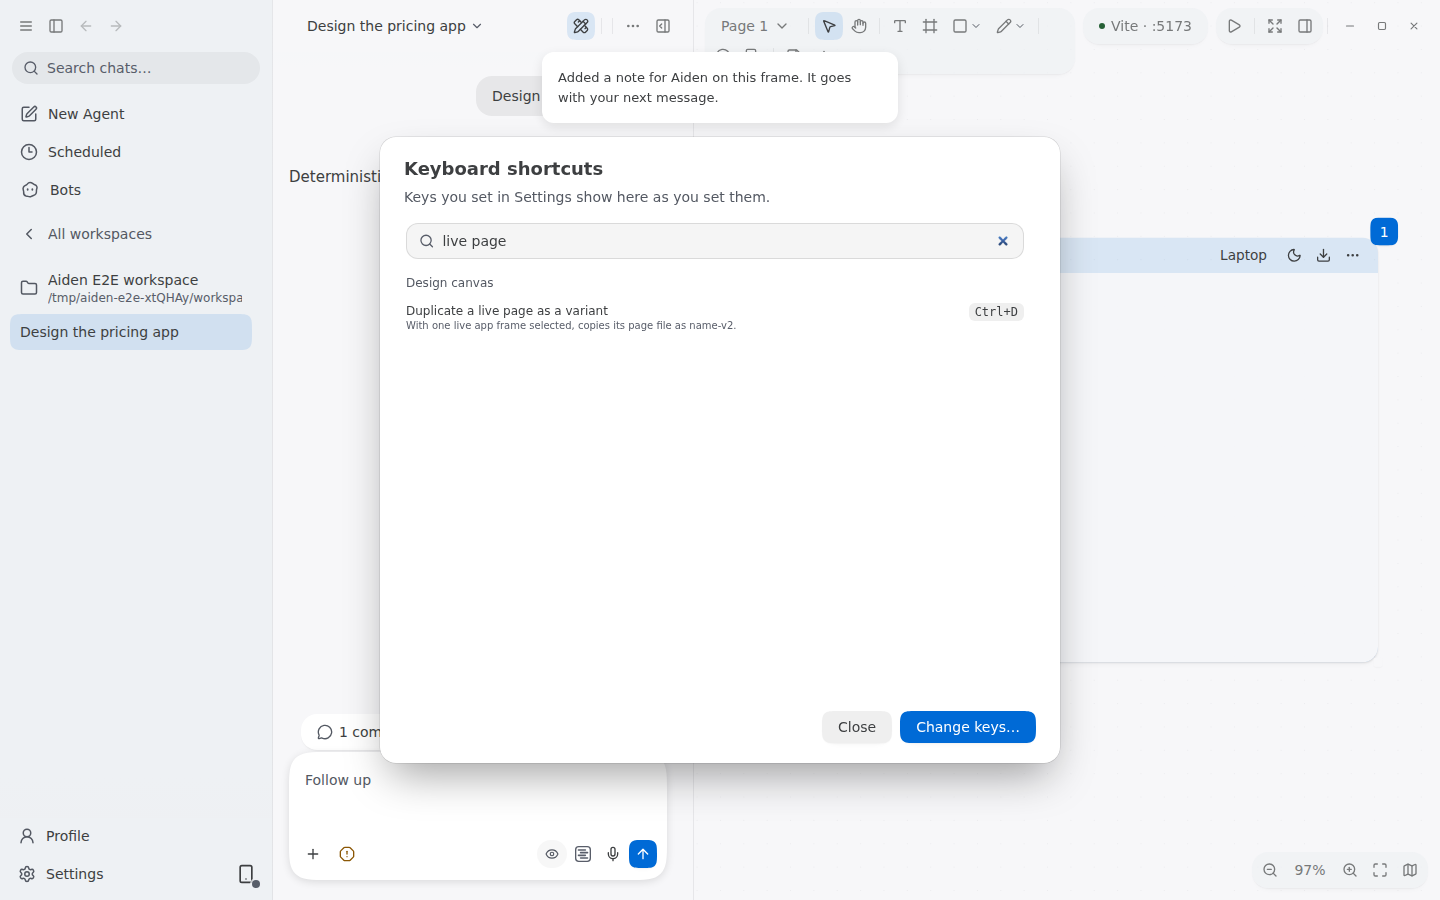 Design the pricing app
Page 1
Vite · :5173
Search chats...
Added a note for Aiden on this frame. It goes
with your next message.
Design
New Agent
Scheduled
Bots
All workspaces
Aiden E2E workspace
/tmp/aiden-e2e-xtQHAy/workspa
Design the pricing app
Keyboard shortcuts
Keys you set in Settings show here as you set them.
live page
Design canvas
Duplicate a live page as a variant
Ctrl+D
With one live app frame selected, copies its page file as name-v2.
Close
Change keys...
Determinist
1
Laptop
1 com
Follow up
Profile
Settings
97%